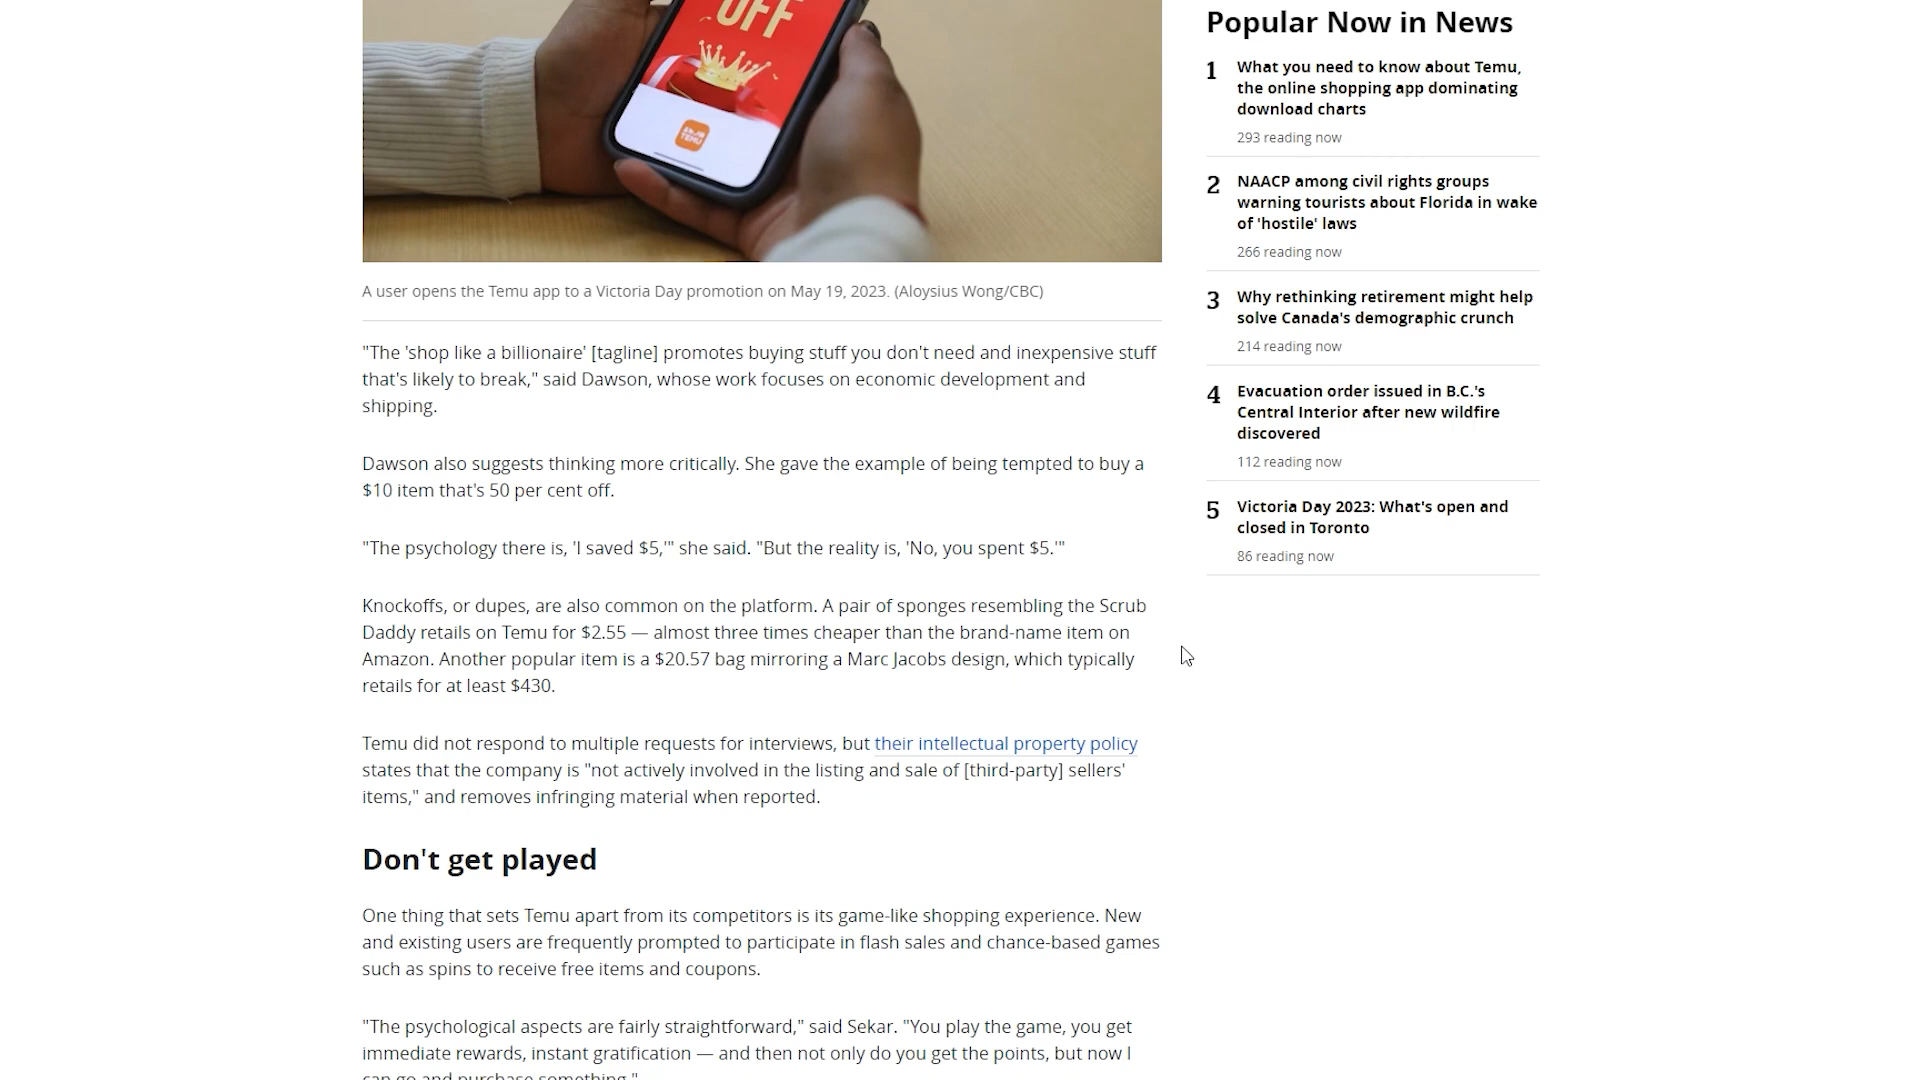 OFF
TEMU
A user opens the Temu app to a Victoria Day promotion on May 19, 2023. (Aloysius Wong/CBC)
"The 'shop like a billionaire' [tagline] promotes buying stuff you don't need and inexpensive stuff
that's likely to break," said Dawson, whose work focuses on economic development and
shipping.
Dawson also suggests thinking more critically. She gave the example of being tempted to buy a
$10 item that's 50 per cent off.
"The psychology there is, 'I saved $5,'" she said. "But the reality is, 'No, you spent $5.'"
Knockoffs, or dupes, are also common on the platform. A pair of sponges resembling the Scrub
Daddy retails on Temu for $2.55 — almost three times cheaper than the brand-name item on
Amazon. Another popular item is a $20.57 bag mirroring a Marc Jacobs design, which typically
retails for at least $430.
Temu did not respond to multiple requests for interviews, but their intellectual property policy
states that the company is "not actively involved in the listing and sale of [third-party] sellers'
items," and removes infringing material when reported.
Don't get played
One thing that sets Temu apart from its competitors is its game-like shopping experience. New
and existing users are frequently prompted to participate in flash sales and chance-based games
such as spins to receive free items and coupons.
"The psychological aspects are fairly straightforward," said Sekar. "You play the game, you get
immediate rewards, instant gratification — and then not only do you get the points, but now I
can go and purchase something."
Popular Now in News
1 What you need to know about Temu,
the online shopping app dominating
download charts
293 reading now
2 NAACP among civil rights groups
warning tourists about Florida in wake
of 'hostile' laws
266 reading now
3 Why rethinking retirement might help
solve Canada's demographic crunch
214 reading now
4 Evacuation order issued in B.C.'s
Central Interior after new wildfire
discovered
112 reading now
5 Victoria Day 2023: What's open and
closed in Toronto
86 reading now